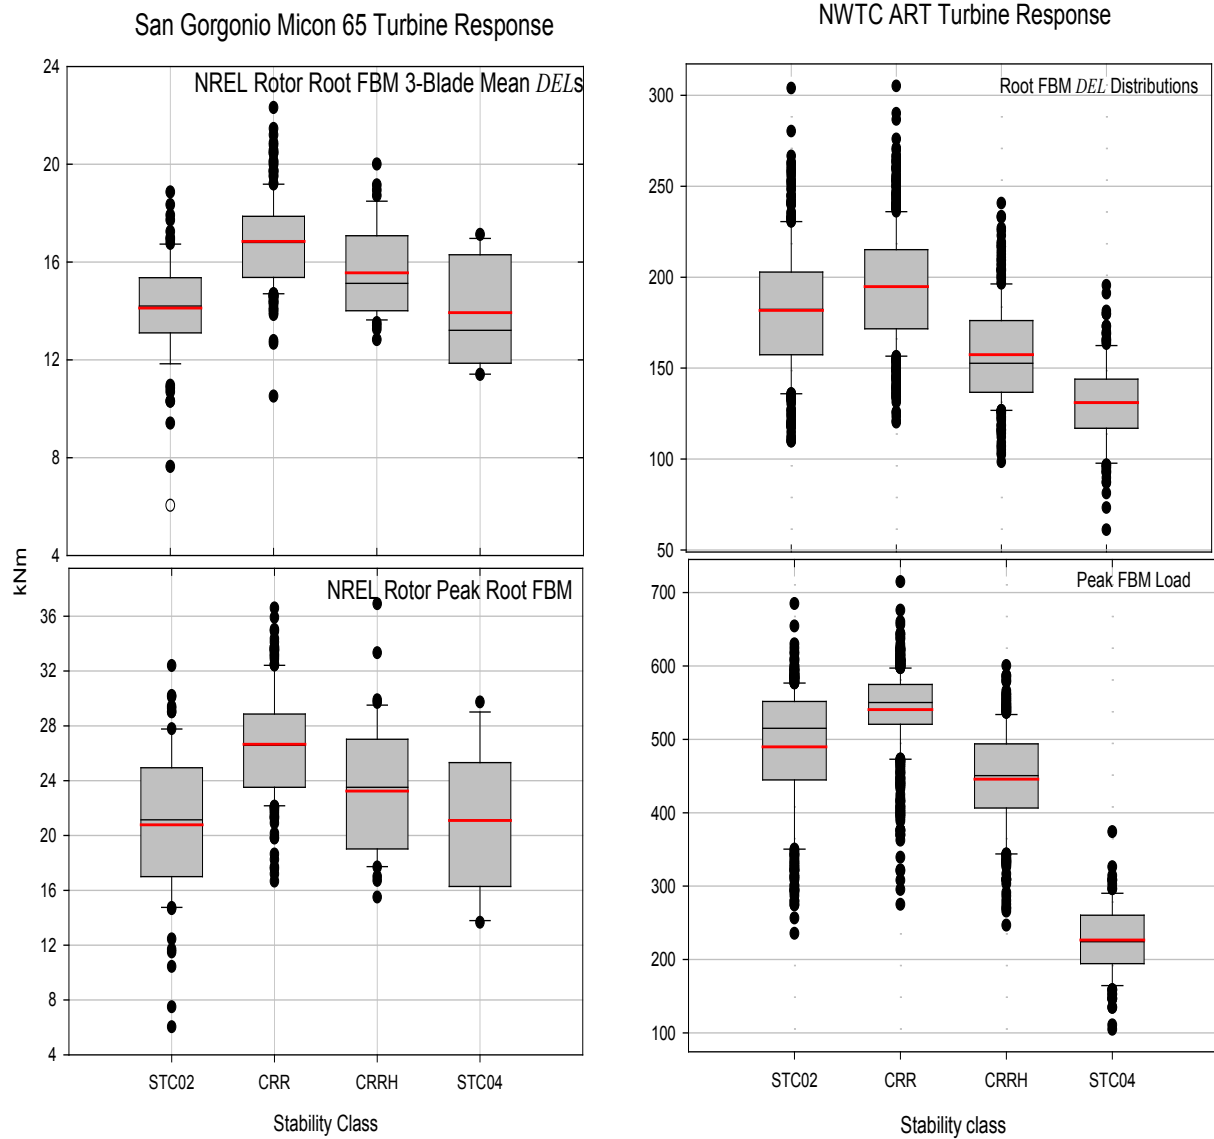 San Gorgonio Micon 65 Turbine Response
NREL Rotor Root FBM 3-Blade Mean DELs
24
20
16
12
8
4
kNm
NREL Rotor Peak Root FBM
36
32
28
24
20
16
12
8
4
STC02 CRR CRRH STC04
Stability Class
NWTC ART Turbine Response
Root FBM DEL Distributions
300
250
200
150
100
50
Peak FBM Load
700
600
500
400
300
200
100
STC02 CRR CRRH STC04
Stability class